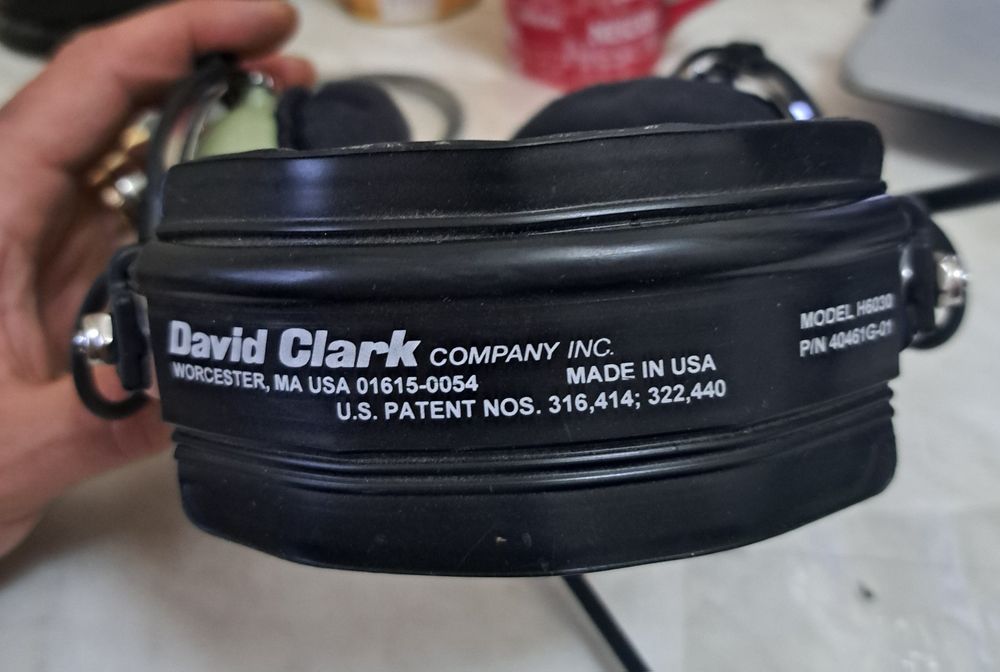 David Clark COMPANY INC.
WORCESTER, MA USA 01615-0054 MADE IN USA
U.S. PATENT NOS. 316,414; 322,440
MODEL H6030
P/N 40461G-01